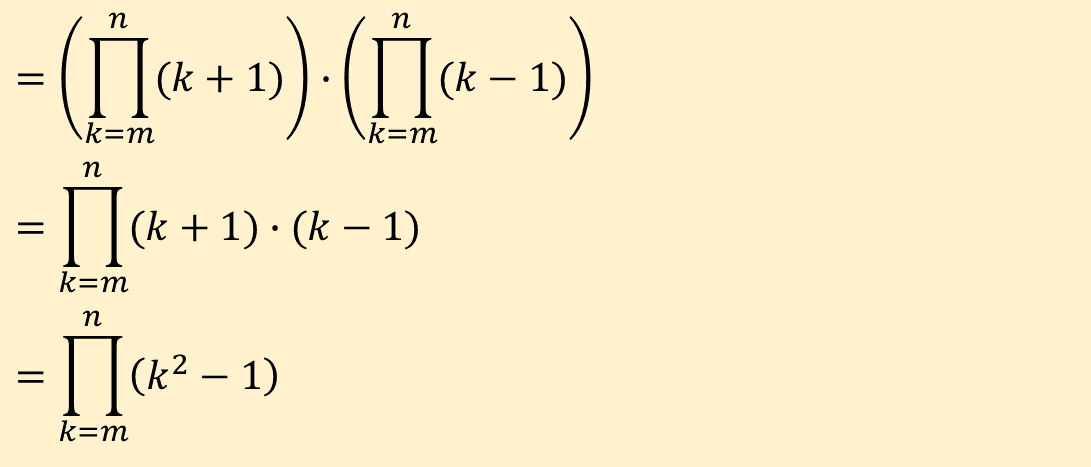 = (∏_{k=m}^{n} (k + 1)) · (∏_{k=m}^{n} (k − 1))
= ∏_{k=m}^{n} (k + 1) · (k − 1)
= ∏_{k=m}^{n} (k² − 1)